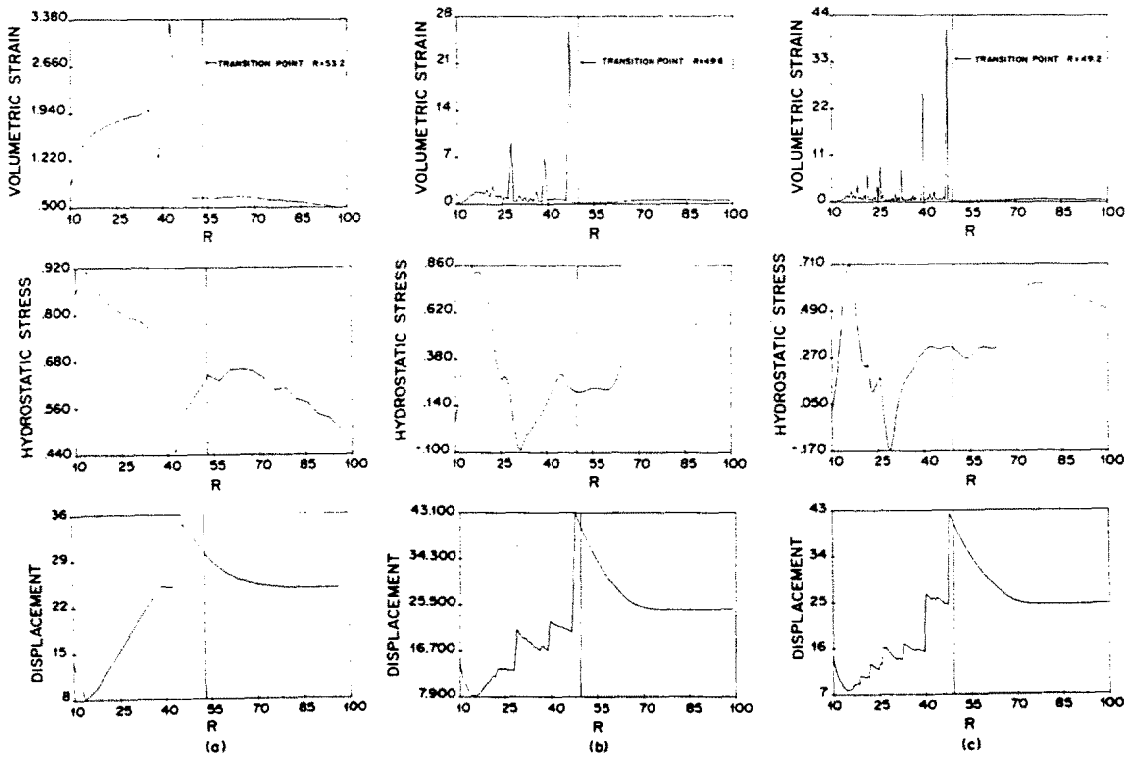 VOLUMETRIC STRAIN
3.380
2.660
1.940
1.220
.500
TRANSITION POINT R=53.2
10 25 40 55 70 85 100
R
VOLUMETRIC STRAIN
28
21
14
7
0
TRANSITION POINT R=49.6
10 25 40 55 70 85 100
R
VOLUMETRIC STRAIN
44
33
22
11
0
TRANSITION POINT R=49.2
10 25 40 55 70 85 100
R
HYDROSTATIC STRESS
.920
.800
.680
.560
.440
10 25 40 55 70 85 100
R
HYDROSTATIC STRESS
.860
.620
.380
.140
-.100
10 25 40 55 70 85 100
R
HYDROSTATIC STRESS
.710
.490
.270
.050
-.170
10 25 40 55 70 85 100
R
DISPLACEMENT
36
29
22
15
8
10 25 40 55 70 85 100
R
(a)
DISPLACEMENT
43.100
34.300
25.500
16.700
7.900
10 25 40 55 70 85 100
R
(b)
DISPLACEMENT
43
34
25
16
7
10 25 40 55 70 85 100
R
(c)